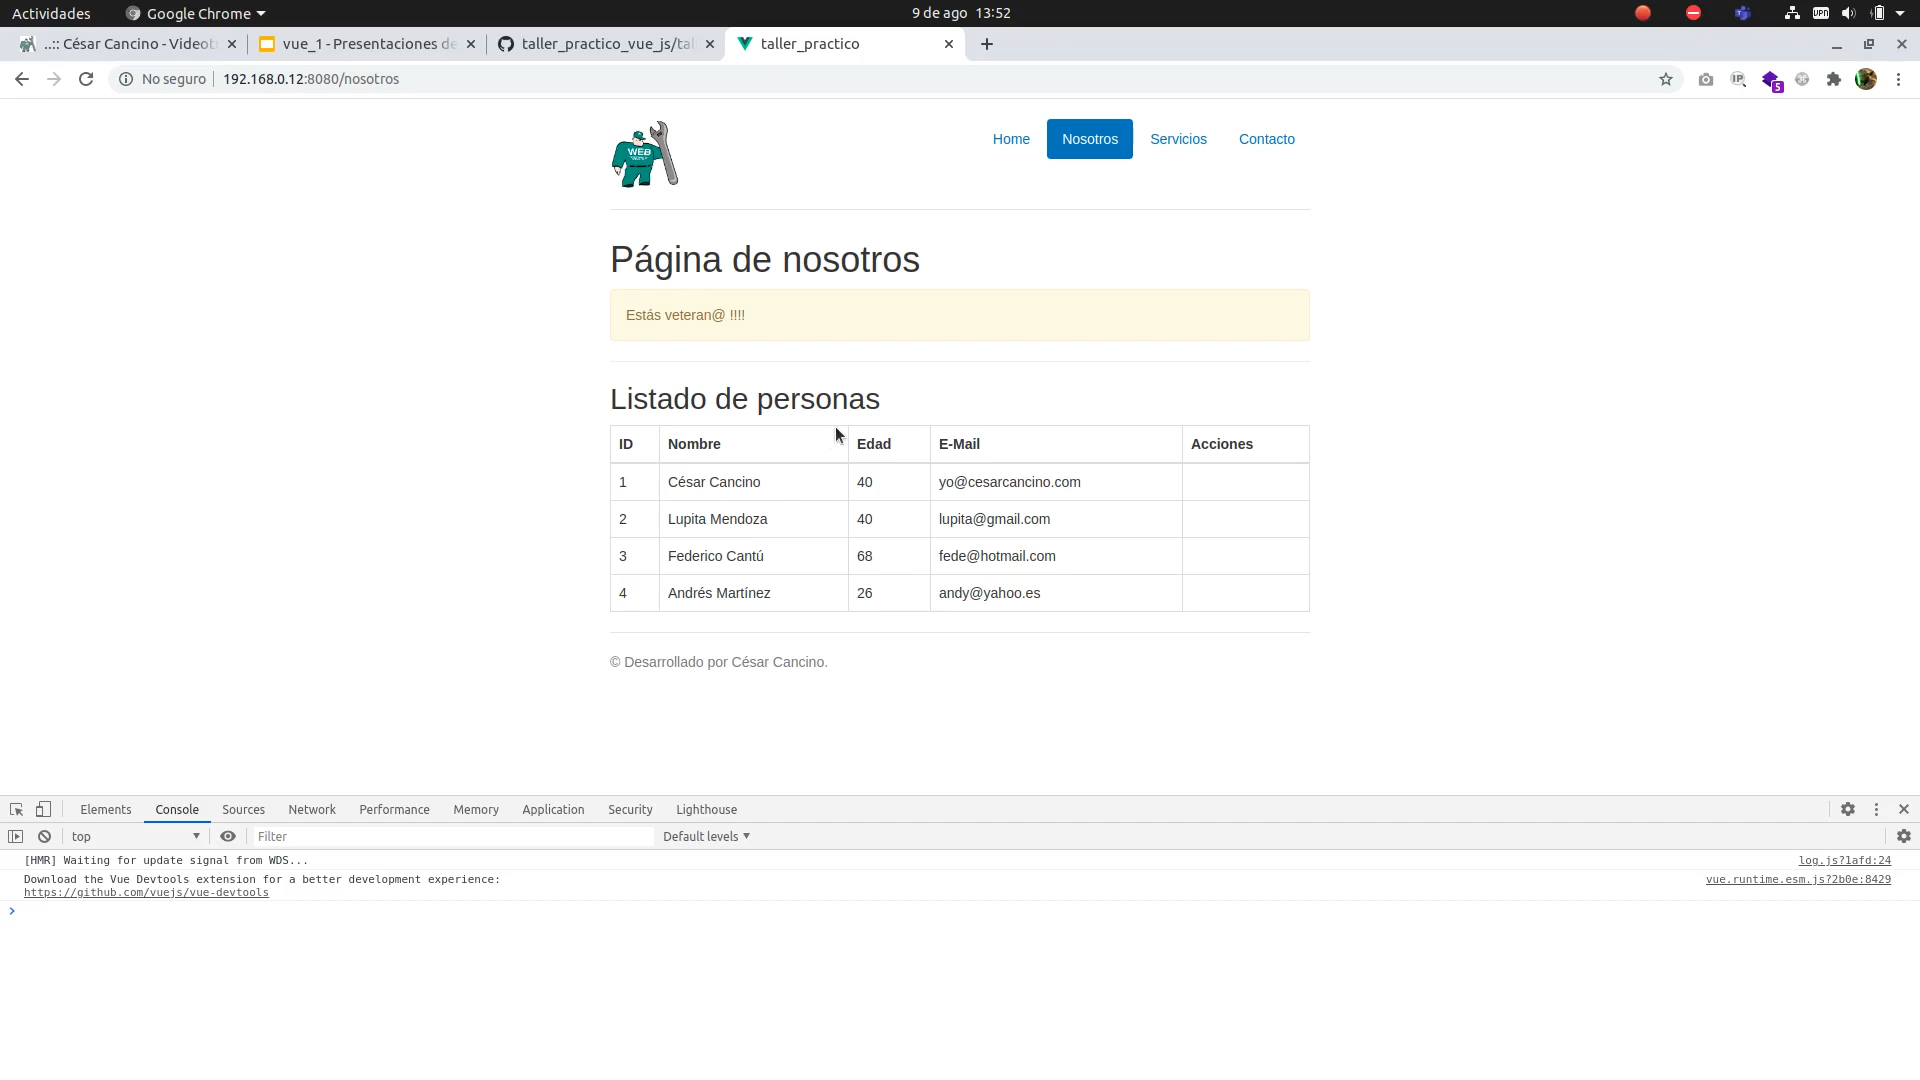 Actividades Google Chrome 9 de ago 13:52
..:: César Cancino - Videot vue_1 - Presentaciones de taller_practico_vue_js/tal taller_practico
No seguro 192.168.0.12:8080/nosotros
5
WEB
Home Nosotros Servicios Contacto
Página de nosotros
Estás veteran@ !!!!
Listado de personas
ID Nombre Edad E-Mail Acciones
1 César Cancino 40 yo@cesarcancino.com
2 Lupita Mendoza 40 lupita@gmail.com
3 Federico Cantú 68 fede@hotmail.com
4 Andrés Martínez 26 andy@yahoo.es
© Desarrollado por César Cancino.
Elements Console Sources Network Performance Memory Application Security Lighthouse
top Filter Default levels
[HMR] Waiting for update signal from WDS... log.js?1afd:24
Download the Vue Devtools extension for a better development experience: vue.runtime.esm.js?2b0e:8429
https://github.com/vuejs/vue-devtools